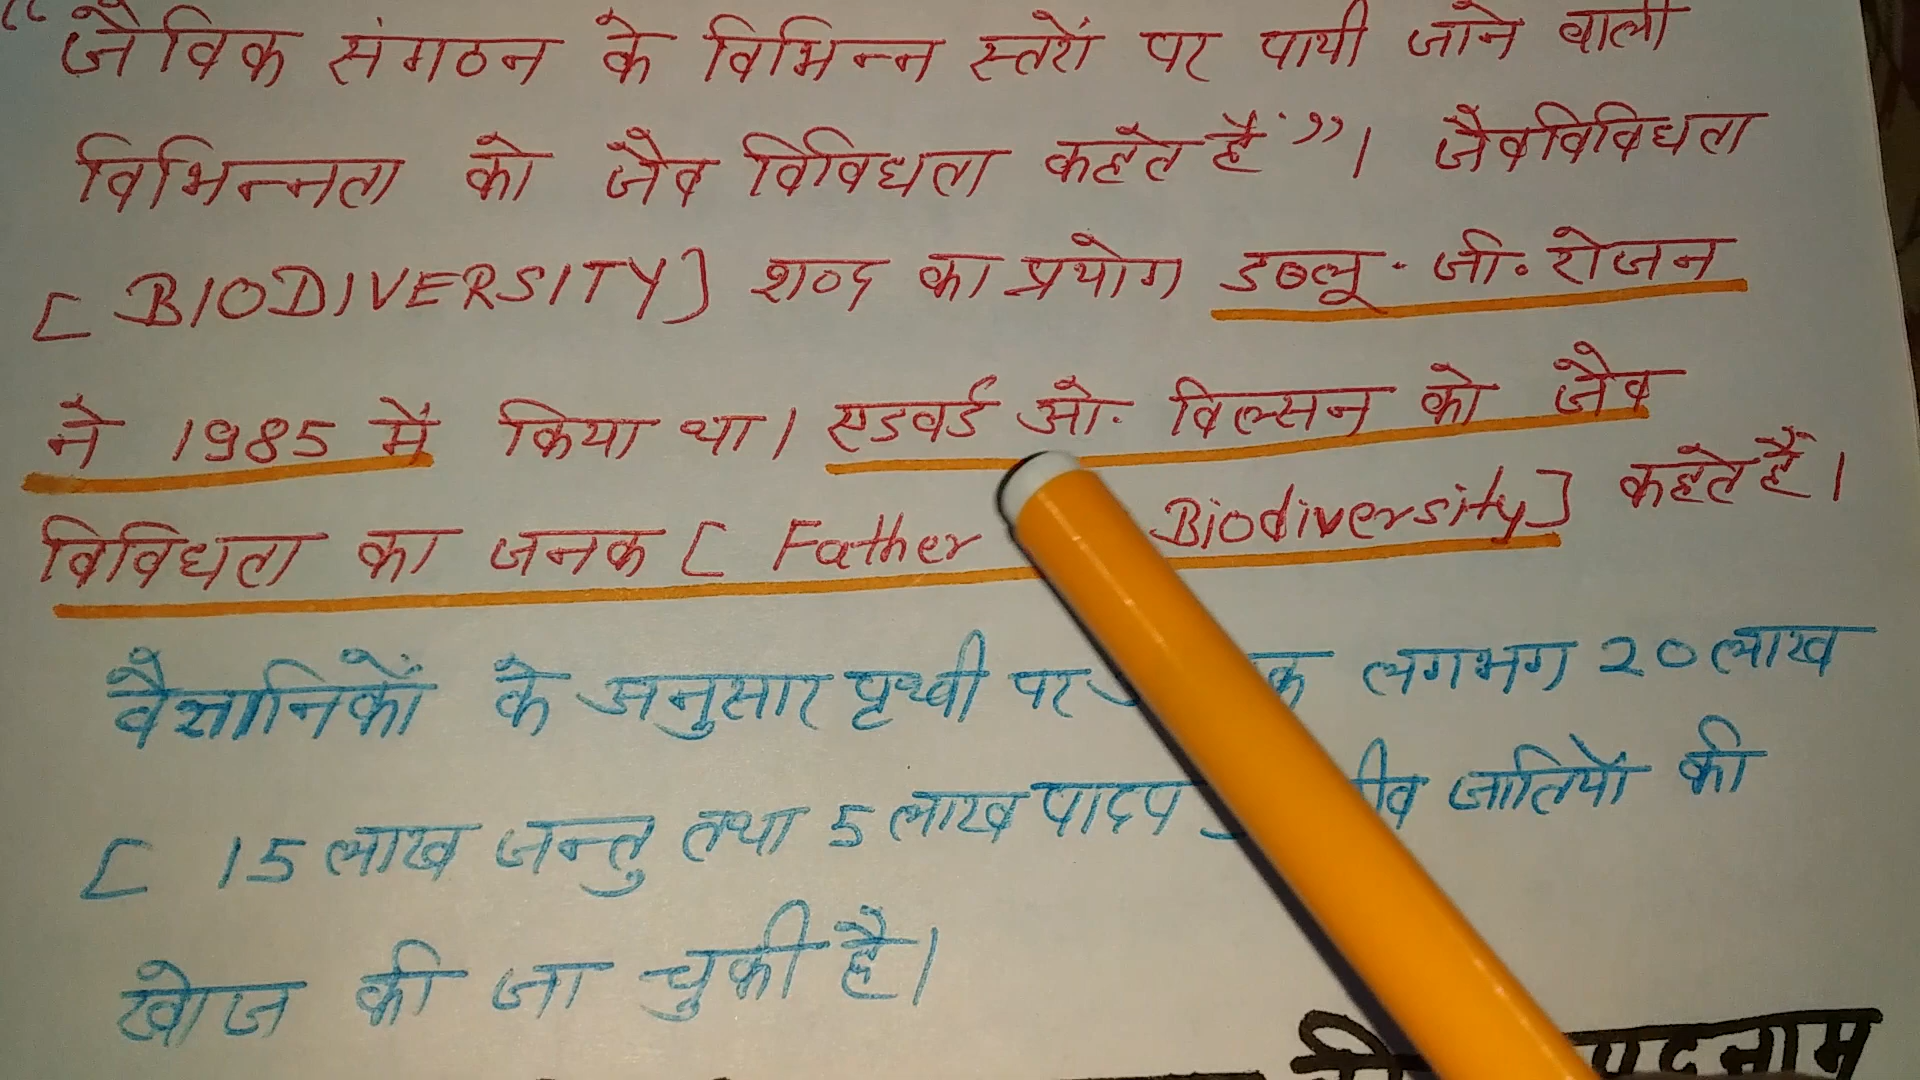 “जैविक संगठन के विभिन्न स्तरों पर पायी जाने वाली
विभिन्नता को जैव विविधता कहते हैं”। जैवविविधता
[ BIODIVERSITY] शब्द का प्रयोग डब्लू. जी. रोजन
ने 1985 में किया था। एडवर्ड ओ. विल्सन को जैव
विविधता का जनक [ Father Biodiversity] कहते हैं।
वैज्ञानिकों के अनुसार पृथ्वी पर लगभग 20 लाख
[ 15 लाख जन्तु तथा 5 लाख पादप जातियों की
खोज की जा चुकी है।